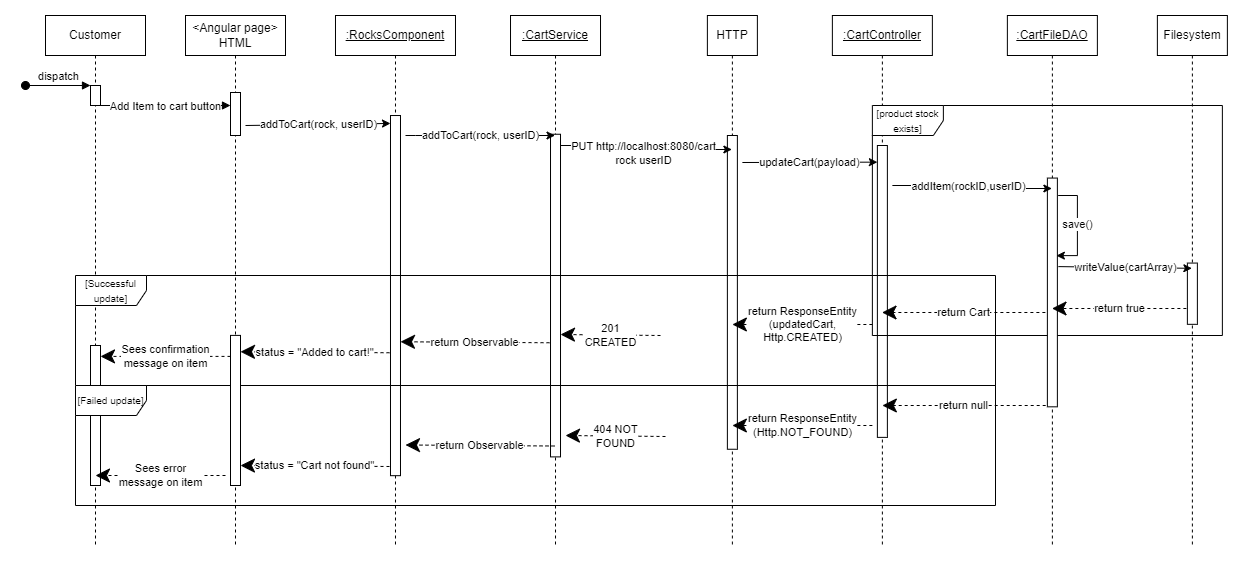 Customer
<Angular page>
HTML
:RocksComponent
:CartService
HTTP
:CartController
:CartFileDAO
Filesystem
dispatch
Add Item to cart button
addToCart(rock, userID)
addToCart(rock, userID)
PUT http://localhost:8080/cart
rock userID
updateCart(payload)
[product stock
exists]
addItem(rockID,userID)
save()
writeValue(cartArray)
[Successful
update]
return true
return Cart
return ResponseEntity
(updatedCart,
Http.CREATED)
201
CREATED
return Observable
status = "Added to cart!"
Sees confirmation
message on item
[Failed update]
return null
return ResponseEntity
(Http.NOT_FOUND)
404 NOT
FOUND
return Observable
status = "Cart not found"
Sees error
message on item